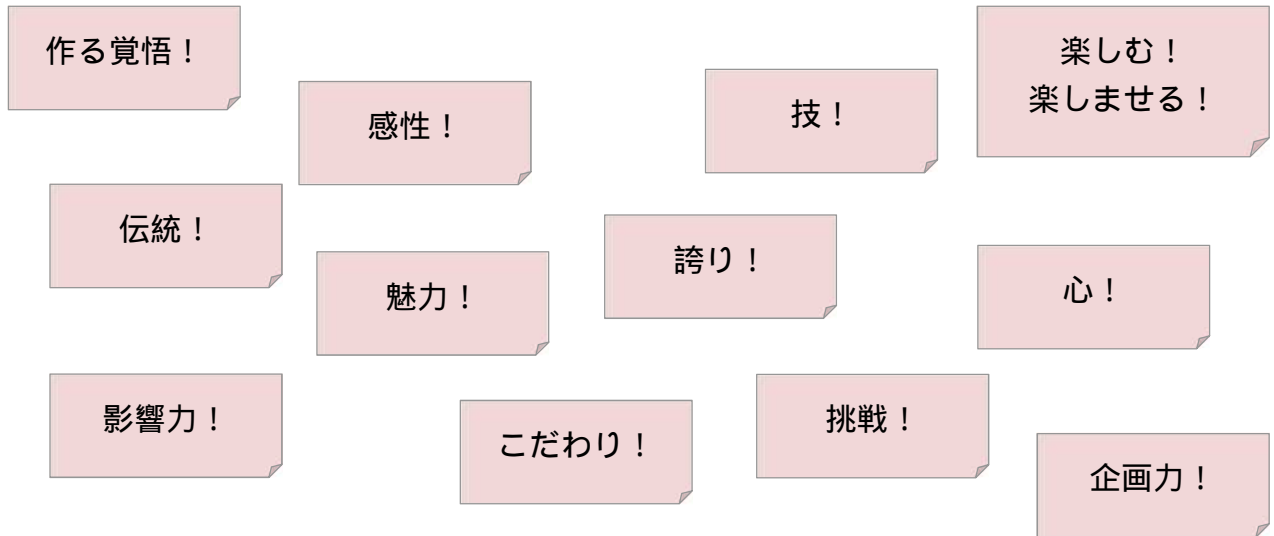 作る覚悟！
感性！
技！
楽しむ！
楽しませる！
伝統！
魅力！
誇り！
心！
影響力！
こだわり！
挑戦！
企画力！